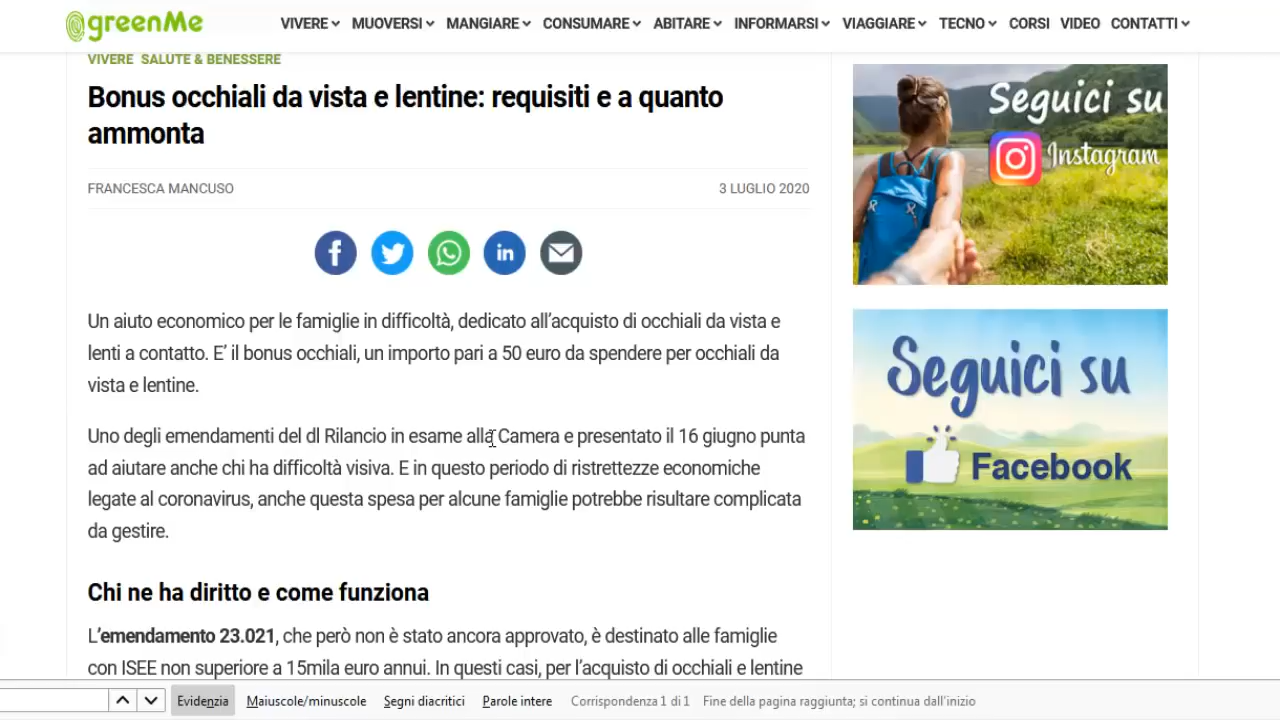 greenMe
VIVERE MUOVERSI MANGIARE CONSUMARE ABITARE INFORMARSI VIAGGIARE TECNO CORSI VIDEO CONTATTI
VIVERE SALUTE & BENESSERE
Bonus occhiali da vista e lentine: requisiti e a quanto
ammonta
FRANCESCA MANCUSO
3 LUGLIO 2020
Un aiuto economico per le famiglie in difficoltà, dedicato all’acquisto di occhiali da vista e
lenti a contatto. E’ il bonus occhiali, un importo pari a 50 euro da spendere per occhiali da
vista e lentine.
Uno degli emendamenti del dl Rilancio in esame alla Camera e presentato il 16 giugno punta
ad aiutare anche chi ha difficoltà visiva. E in questo periodo di ristrettezze economiche
legate al coronavirus, anche questa spesa per alcune famiglie potrebbe risultare complicata
da gestire.
Chi ne ha diritto e come funziona
L’emendamento 23.021, che però non è stato ancora approvato, è destinato alle famiglie
con ISEE non superiore a 15mila euro annui. In questi casi, per l’acquisto di occhiali e lentine
Seguici su
Instagram
Seguici su
Facebook
Evidenzia Maiuscole/minuscole Segni diacritici Parole intere Corrispondenza 1 di 1 Fine della pagina raggiunta; si continua dall'inizio